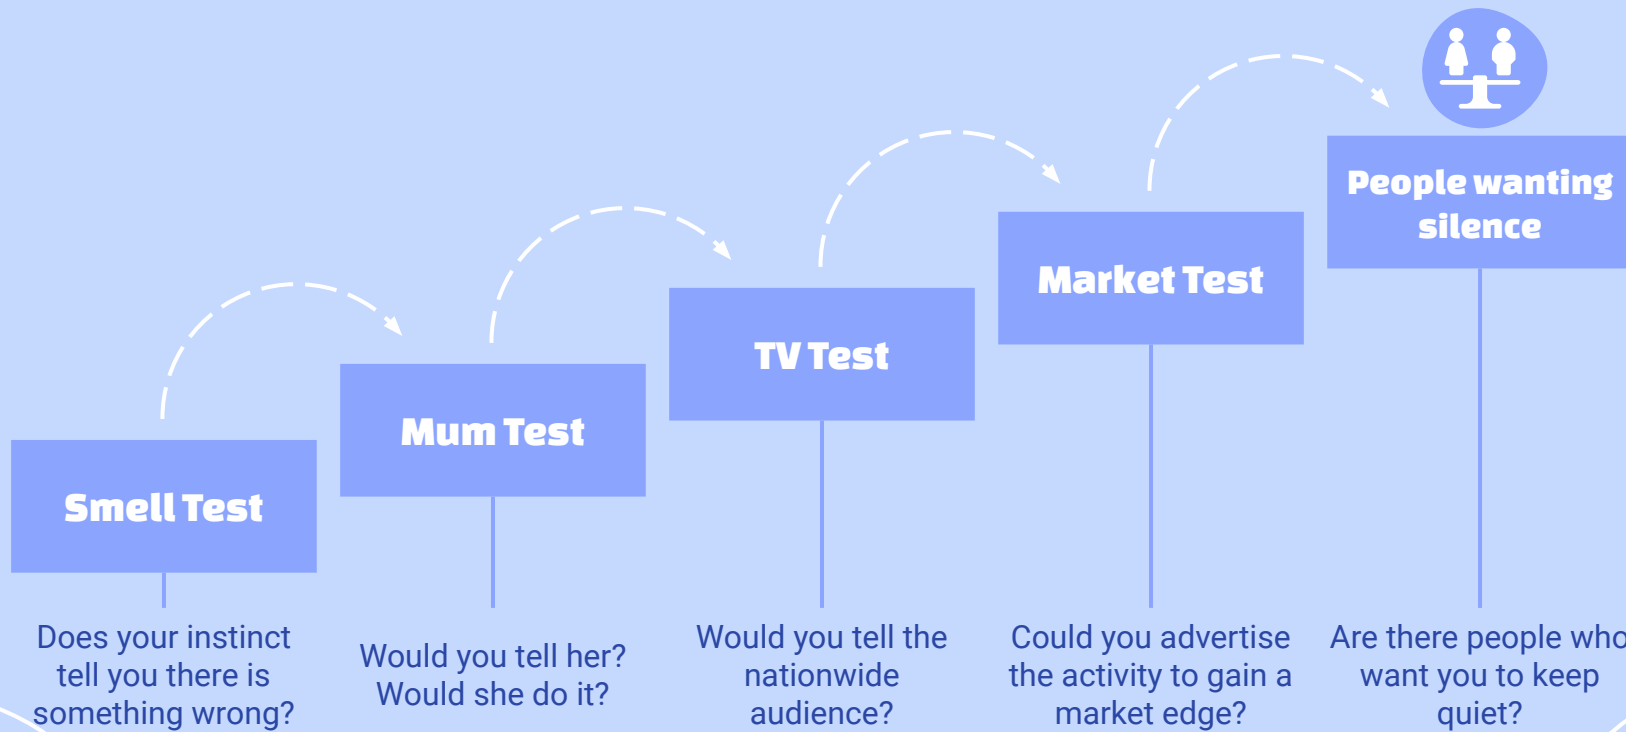 Smell Test
Does your instinct
tell you there is
something wrong?
Mum Test
Would you tell her?
Would she do it?
TV Test
Would you tell the
nationwide
audience?
Market Test
Could you advertise
the activity to gain a
market edge?
People wanting
silence
Are there people who
want you to keep
quiet?